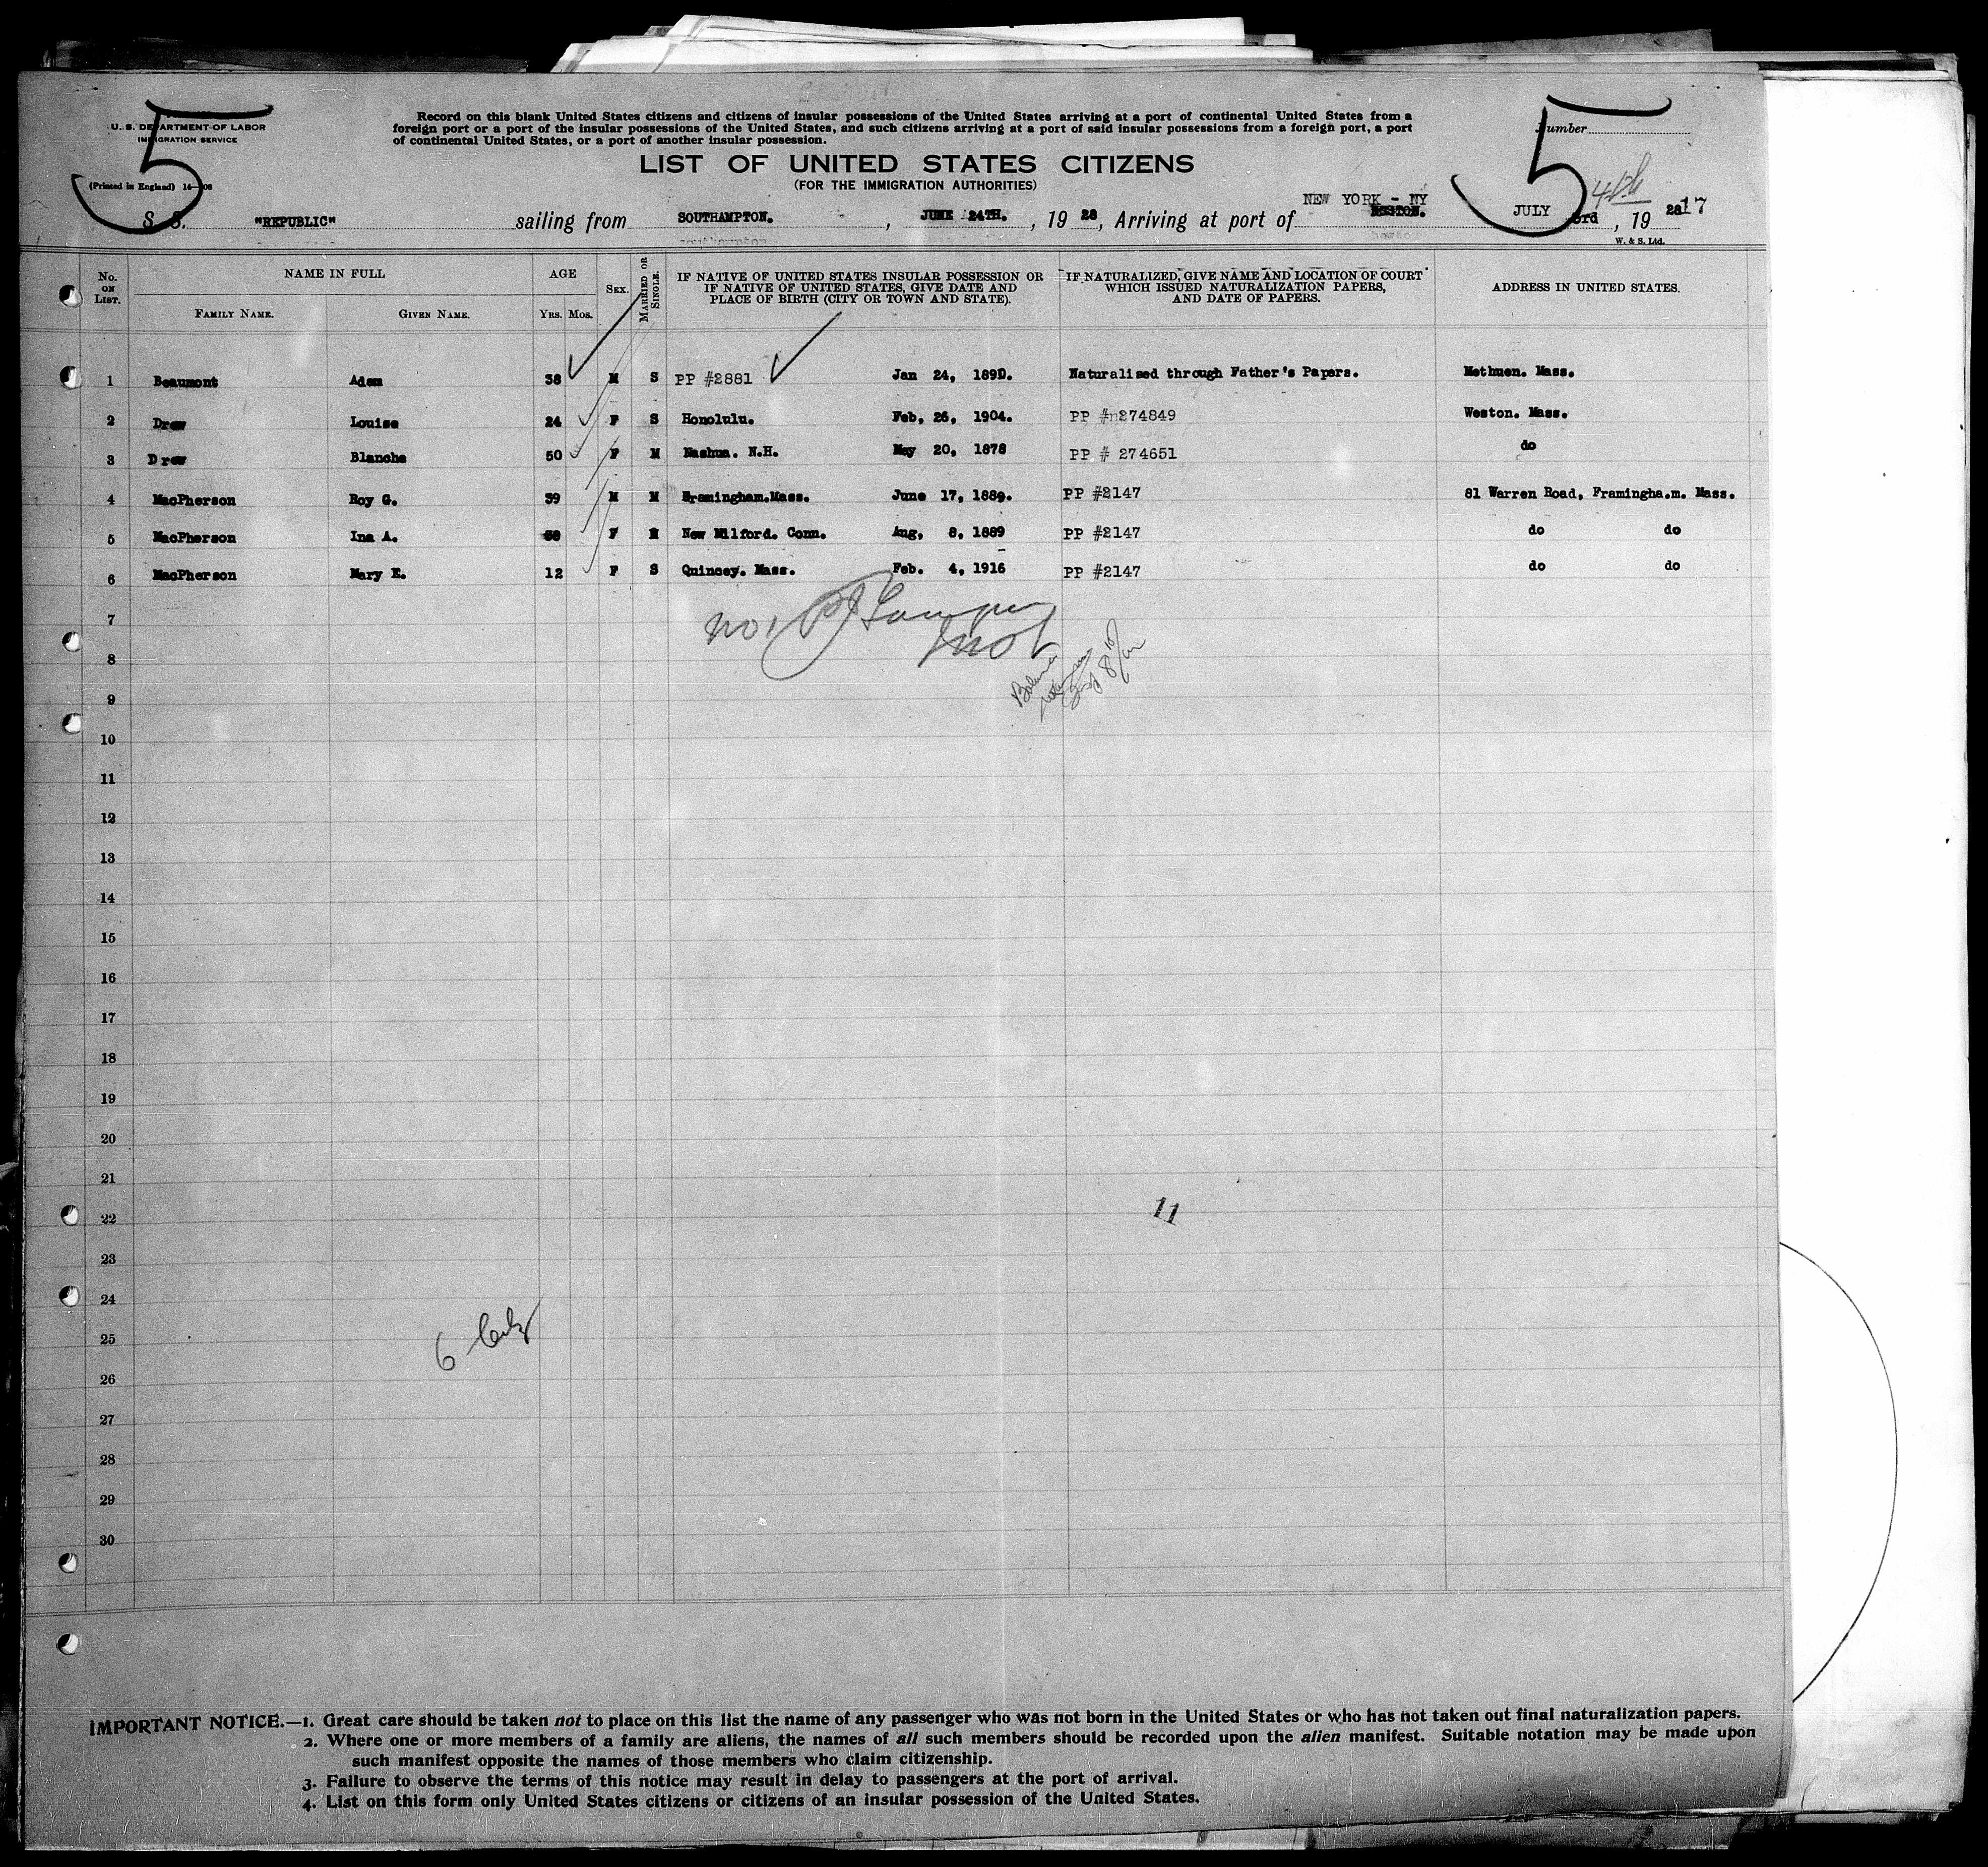 5
5
U. S. DEPARTMENT OF LABOR
IMMIGRATION SERVICE
(Printed in England)
Record on this blank United States citizens and citizens of insular possessions of the United States arriving at a port of continental United States from a
foreign port or a port of the insular possessions of the United States, and such citizens arriving at a port of said insular possessions from a foreign port, a port
of continental United States, or a port of another insular possession.
Number
LIST OF UNITED STATES CITIZENS
(FOR THE IMMIGRATION AUTHORITIES)
NEW YORK - NY 4th
S. S. "REPUBLIC" sailing from SOUTHAMPTON. , JUNE 24TH. , 19 28, Arriving at port of BOSTON. JULY 3rd , 19 28 17
W. & S. Ltd.
No. ON LIST. NAME IN FULL AGE SEX. MARRIED OR SINGLE. IF NATIVE OF UNITED STATES INSULAR POSSESSION OR IF NATIVE OF UNITED STATES, GIVE DATE AND PLACE OF BIRTH (CITY OR TOWN AND STATE). IF NATURALIZED, GIVE NAME AND LOCATION OF COURT WHICH ISSUED NATURALIZATION PAPERS, AND DATE OF PAPERS. ADDRESS IN UNITED STATES.
FAMILY NAME. GIVEN NAME. YRS. MOS.
1 Beaumont Adam 38 M S PP #2881 Jan 24, 1890. Naturalised through Father's Papers. Methuen. Mass.
2 Drew Louise 24 F S Honolulu. Feb, 26, 1904. PP # 274849 Weston. Mass.
3 Drew Blanche 50 F M Nashua. N.H. May 20, 1878 PP # 274651 do
4 MacPherson Roy G. 39 M M Framingham.Mass. June 17, 1889. PP #2147 81 Warren Road, Framingha.m. Mass.
5 MacPherson Ina A. 38 F M New Milford. Conn. Aug, 8, 1889 PP #2147 do do
6 MacPherson Mary E. 12 F S Quincey. Mass. Feb. 4, 1916 PP #2147 do do
7
8
9
10
11
12
13
14
15
16
17
18
19
20
21
22 11
23
24
25
6
26
27
28
29
30
IMPORTANT NOTICE.—1. Great care should be taken not to place on this list the name of any passenger who was not born in the United States or who has not taken out final naturalization papers.
2. Where one or more members of a family are aliens, the names of all such members should be recorded upon the alien manifest. Suitable notation may be made upon
such manifest opposite the names of those members who claim citizenship.
3. Failure to observe the terms of this notice may result in delay to passengers at the port of arrival.
4. List on this form only United States citizens or citizens of an insular possession of the United States.